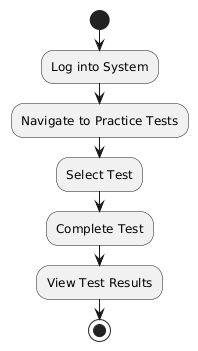 Log into System
Navigate to Practice Tests
Select Test
Complete Test
View Test Results